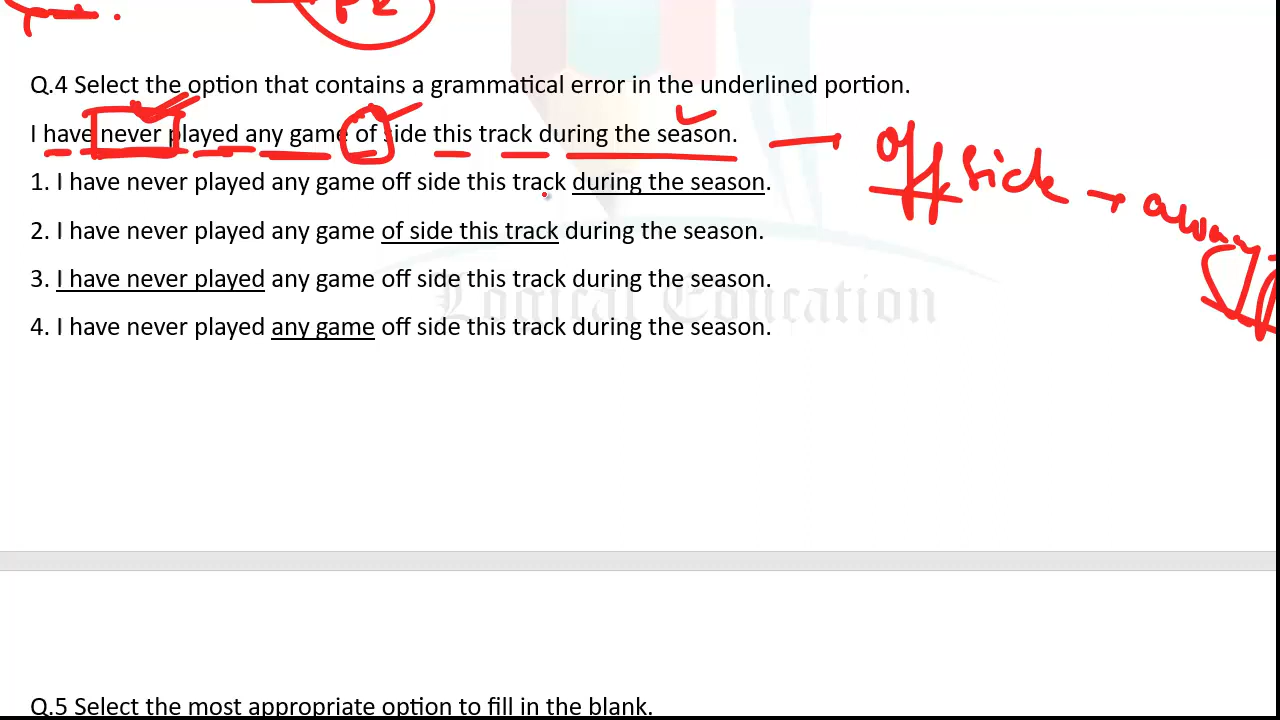 Q.4 Select the option that contains a grammatical error in the underlined portion.
I have never played any game of side this track during the season.
off side
1. I have never played any game off side this track during the season.
2. I have never played any game of side this track during the season.
3. I have never played any game off side this track during the season.
4. I have never played any game off side this track during the season.
Logical Education
Q.5 Select the most appropriate option to fill in the blank.